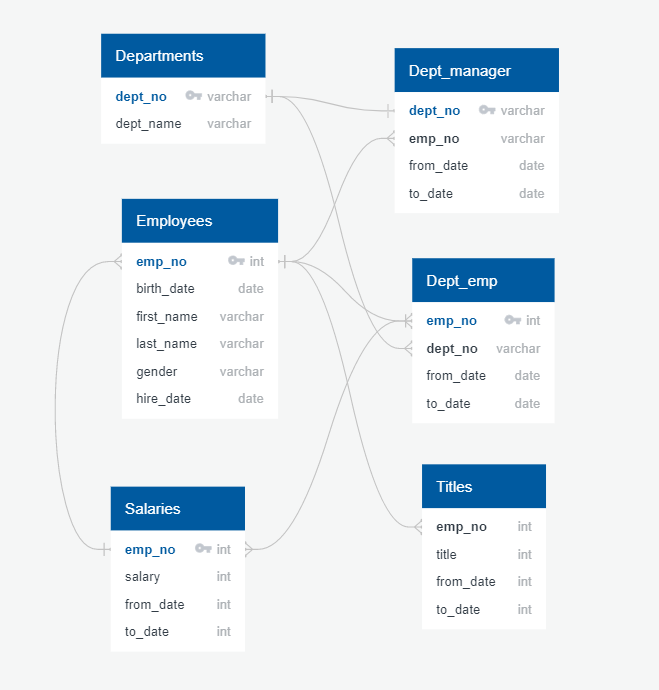 Departments
dept_no varchar
dept_name varchar
Dept_manager
dept_no varchar
emp_no varchar
from_date date
to_date date
Employees
emp_no int
birth_date date
first_name varchar
last_name varchar
gender varchar
hire_date date
Dept_emp
emp_no int
dept_no varchar
from_date date
to_date date
Salaries
emp_no int
salary int
from_date int
to_date int
Titles
emp_no int
title int
from_date int
to_date int